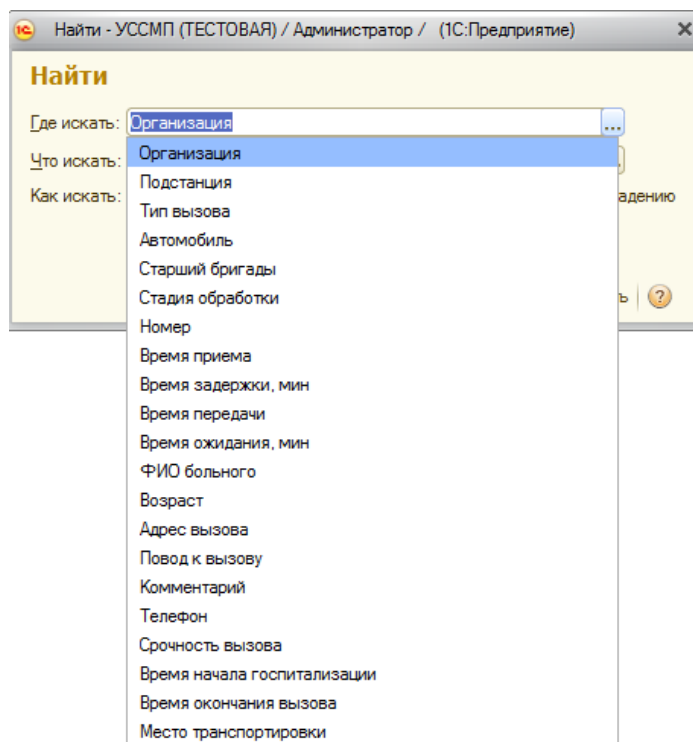 1С Найти - УССМП (ТЕСТОВАЯ) / Администратор / (1С:Предприятие)
Найти
Где искать: Организация ...
Что искать:
Как искать: адению
ь ?
Организация
Подстанция
Тип вызова
Автомобиль
Старший бригады
Стадия обработки
Номер
Время приема
Время задержки, мин
Время передачи
Время ожидания, мин
ФИО больного
Возраст
Адрес вызова
Повод к вызову
Комментарий
Телефон
Срочность вызова
Время начала госпитализации
Время окончания вызова
Место транспортировки